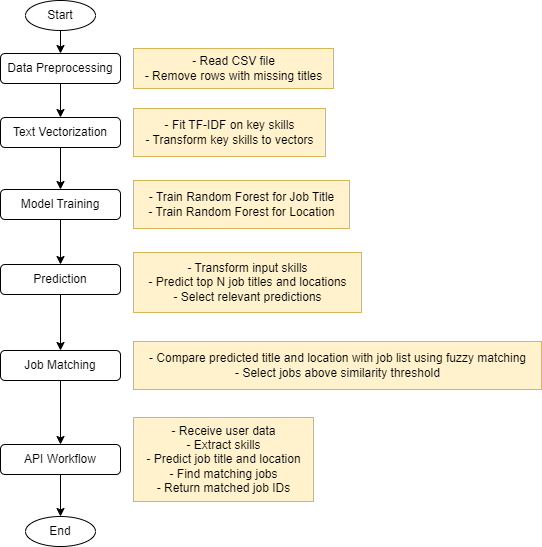 Start
Data Preprocessing
- Read CSV file
- Remove rows with missing titles
Text Vectorization
- Fit TF-IDF on key skills
- Transform key skills to vectors
Model Training
- Train Random Forest for Job Title
- Train Random Forest for Location
Prediction
- Transform input skills
- Predict top N job titles and locations
- Select relevant predictions
Job Matching
- Compare predicted title and location with job list using fuzzy matching
- Select jobs above similarity threshold
API Workflow
- Receive user data
- Extract skills
- Predict job title and location
- Find matching jobs
- Return matched job IDs
End